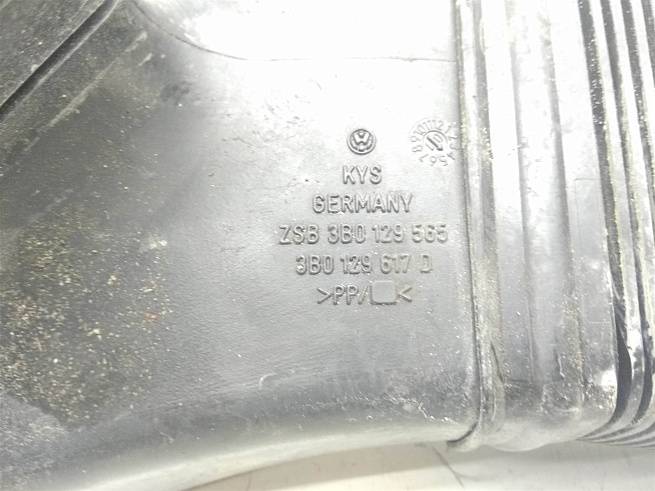 KYS
GERMANY
ZSB 3B0 129 565
3B0 129 617 D
>PP/  <